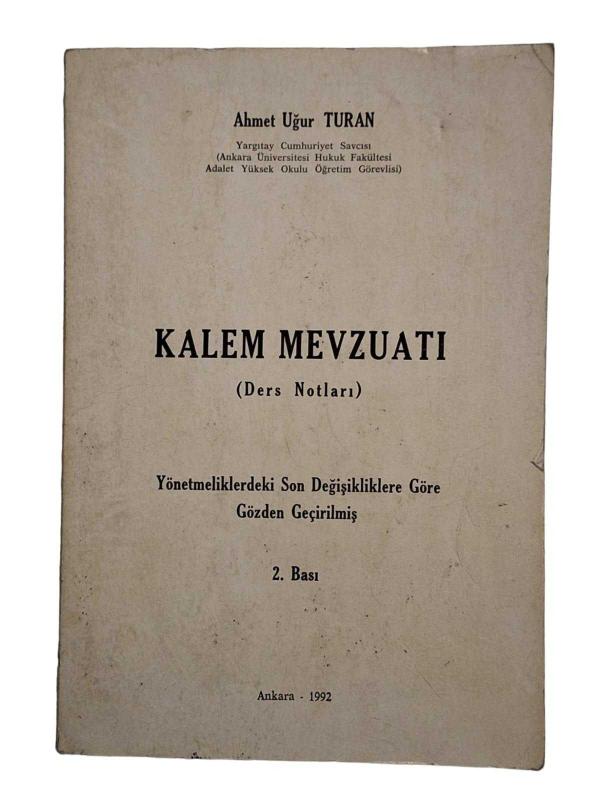 Ahmet Uğur TURAN
Yargıtay Cumhuriyet Savcısı
(Ankara Üniversitesi Hukuk Fakültesi
Adalet Yüksek Okulu Öğretim Görevlisi)
KALEM MEVZUATI
(Ders Notları)
Yönetmeliklerdeki Son Değişikliklere Göre
Gözden Geçirilmiş
2. Bası
Ankara - 1992